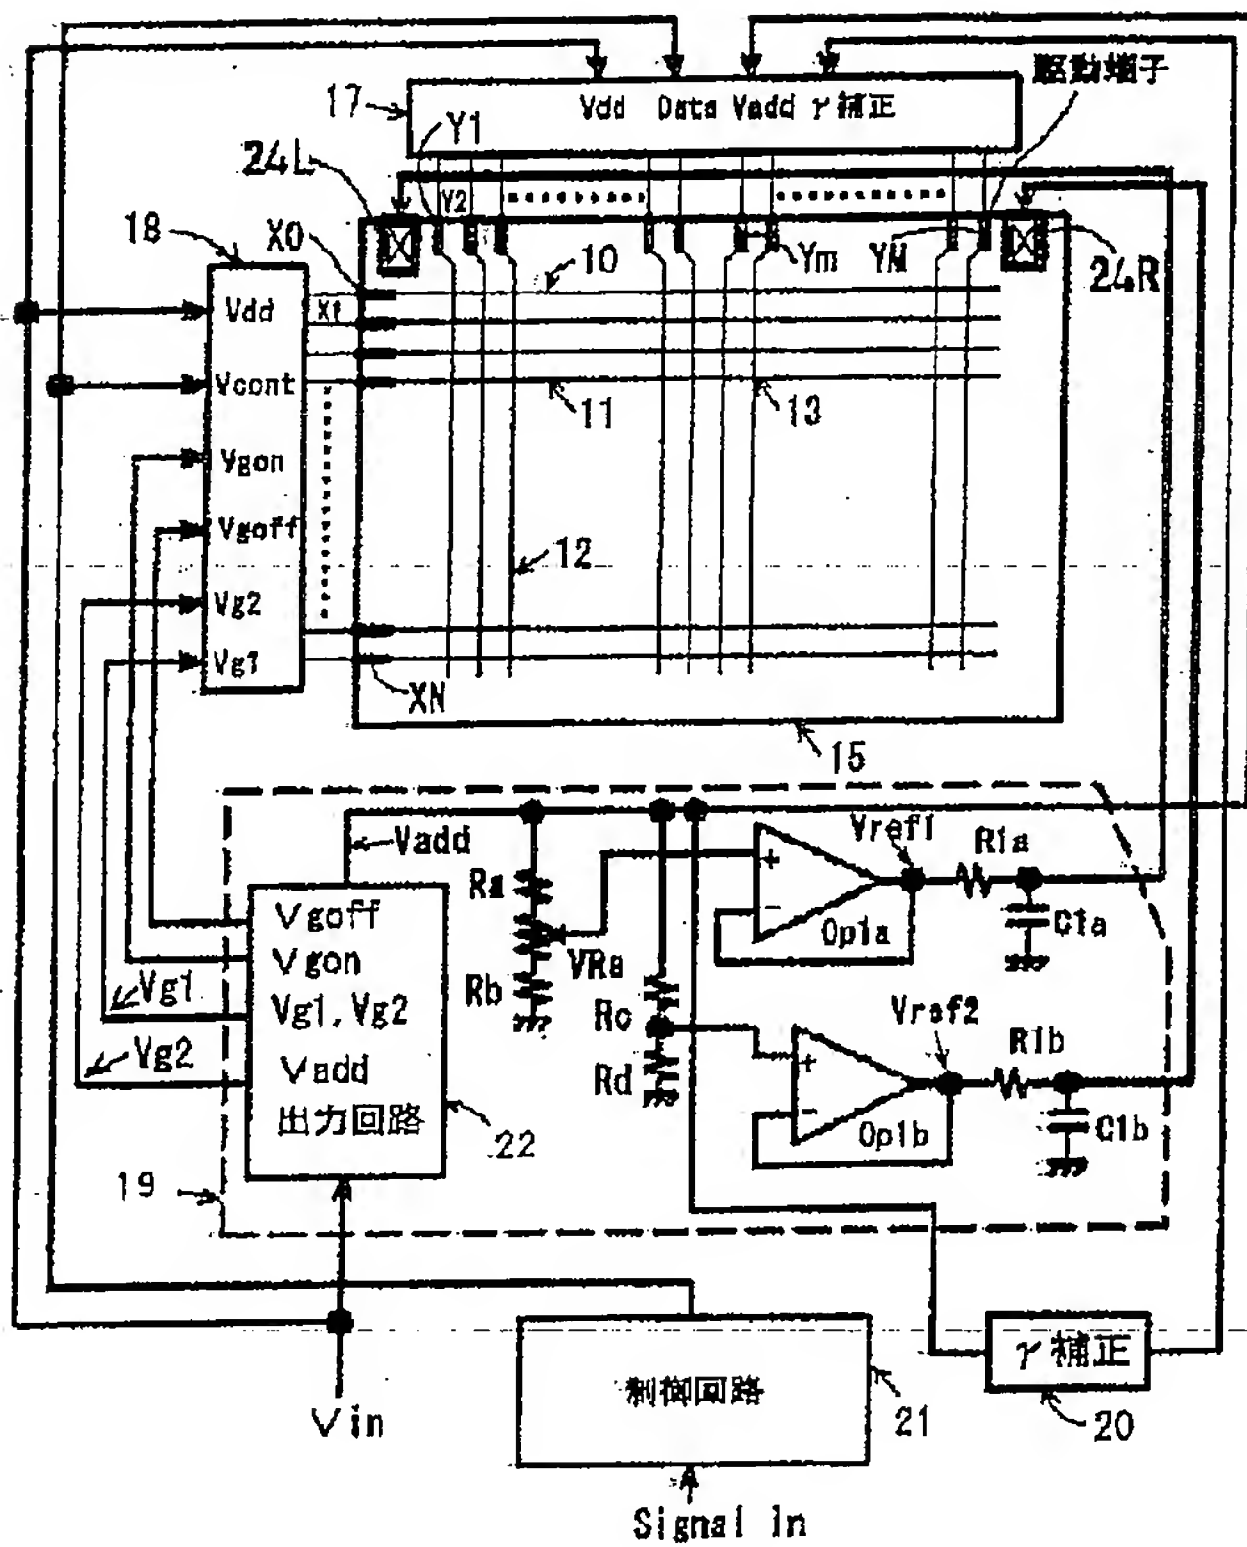 駆動端子
17
Vdd Data Vadd γ補正
Y1
24L
Y2
18
X0
10
Ym
YM
24R
Vdd
X1
Vcont
11
13
Vgon
Vgoff
12
Vg2
Vg1
XN
15
Vadd
Vref1
R1a
Ra
Op1a
C1a
VRa
Rb
Rc
Vref2
R1b
Rd
Op1b
C1b
Vgoff
Vgon
Vg1, Vg2
Vadd
出力回路
Vg1
Vg2
22
19
γ補正
制御回路
21
20
Vin
Signal In